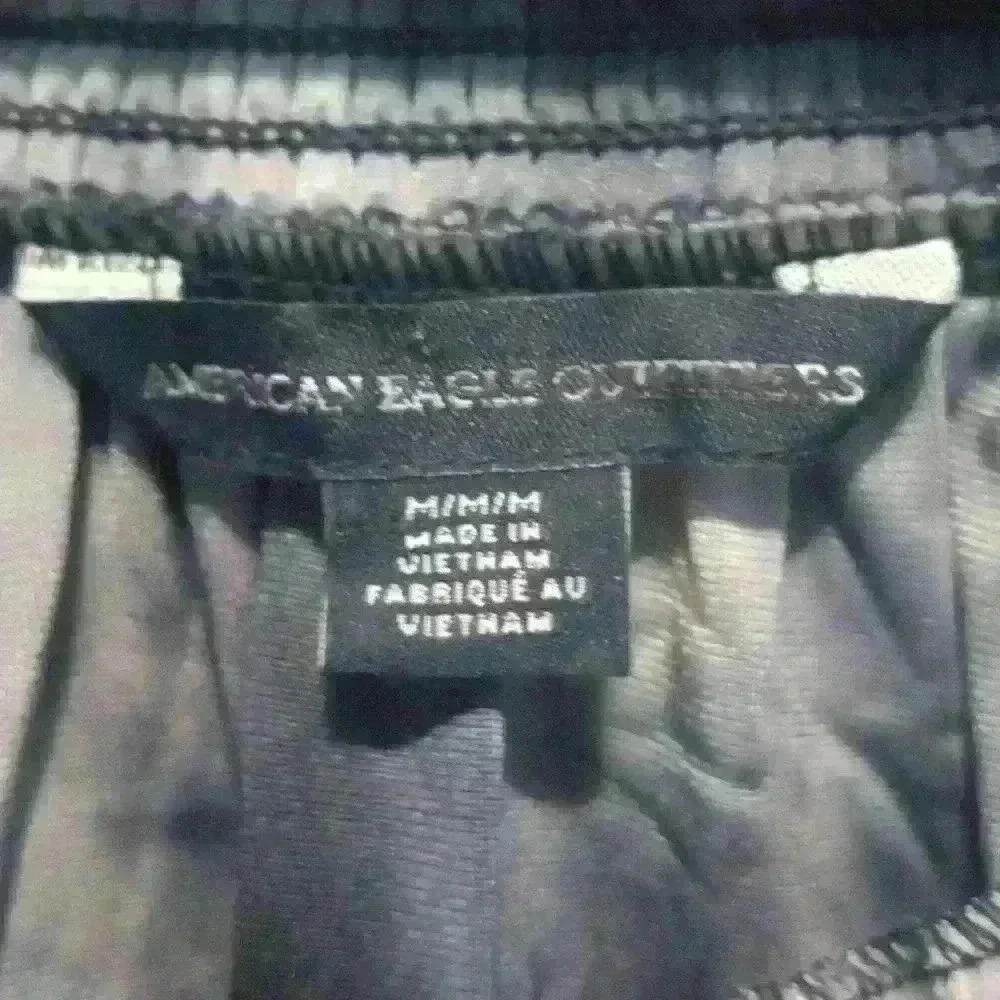 AMERICAN EAGLE OUTFITTERS
M/M/M
MADE IN
VIETNAM
FABRIQUÉ AU
VIETNAM